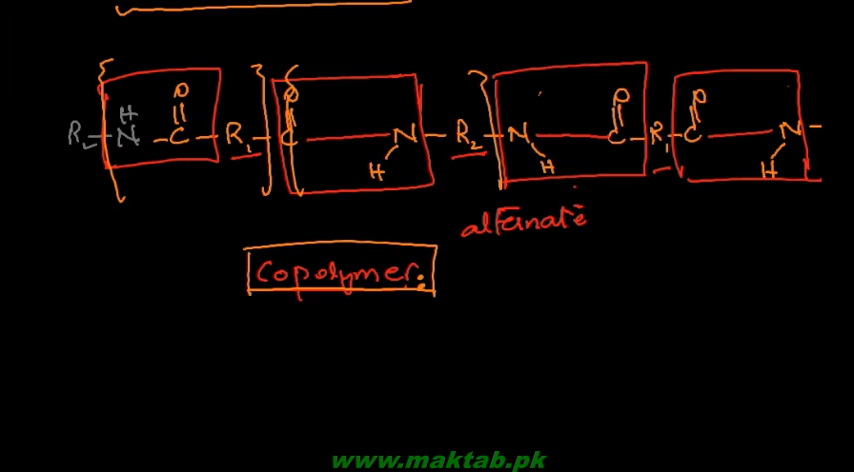 H O O O O
R2-N-C-R1-C-N-R2-N-C-R1-C-N-
H H H
alternate
Copolymer:
www.maktab.pk